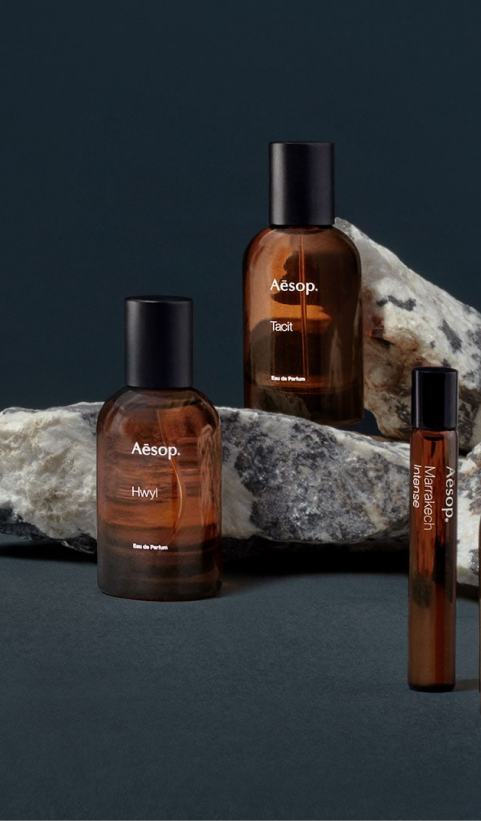 Aēsop.
Tacit
Eau de Parfum
Aēsop.
Hwyl
Eau de Parfum
Aēsop.
Marrakech
Intense